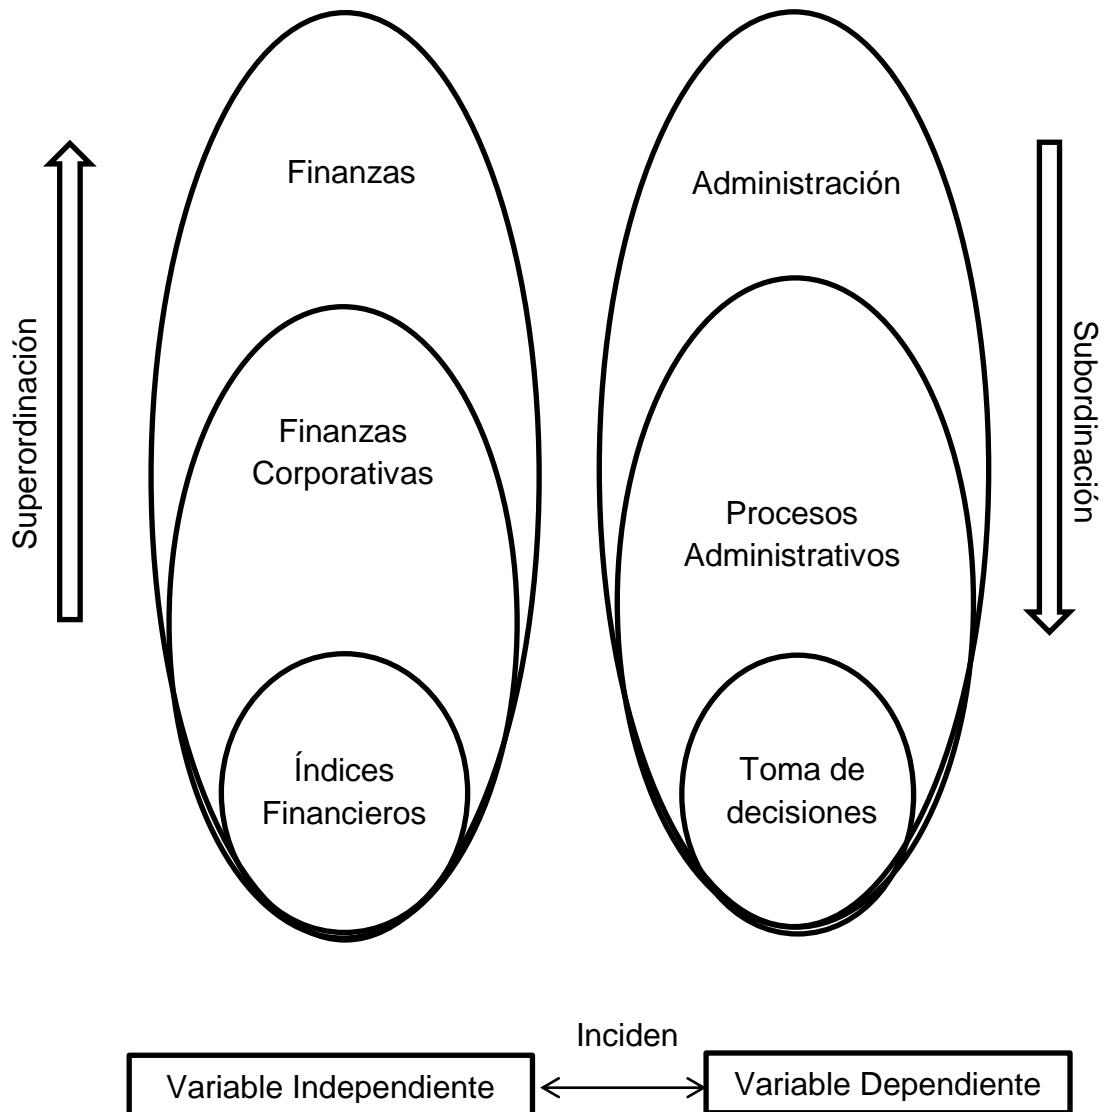 Finanzas
Administración
Superordinación
Subordinación
Finanzas
Corporativas
Procesos
Administrativos
Índices
Financieros
Toma de
decisiones
Inciden
Variable Independiente
Variable Dependiente